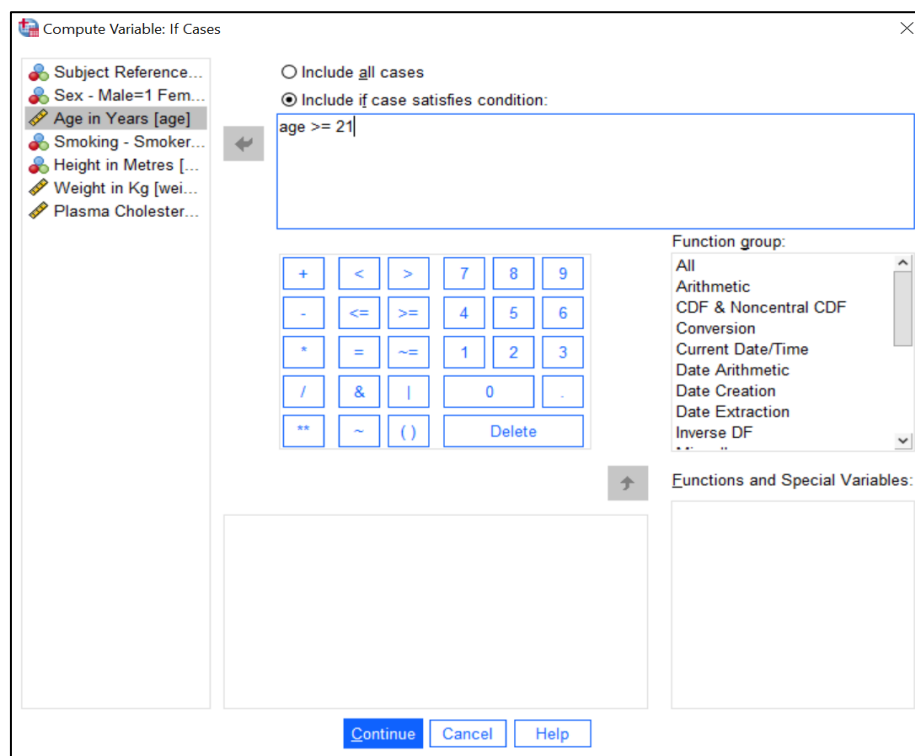 Compute Variable: If Cases
Subject Reference...
Sex - Male=1 Fem...
Age in Years [age]
Smoking - Smoker...
Height in Metres [...
Weight in Kg [wei...
Plasma Cholester...
Include all cases
Include if case satisfies condition:
age >= 21
+ < > 7 8 9
- <= >= 4 5 6
* = ~= 1 2 3
/ & | 0 .
** ~ ( ) Delete
Function group:
All
Arithmetic
CDF & Noncentral CDF
Conversion
Current Date/Time
Date Arithmetic
Date Creation
Date Extraction
Inverse DF
Functions and Special Variables:
Continue Cancel Help